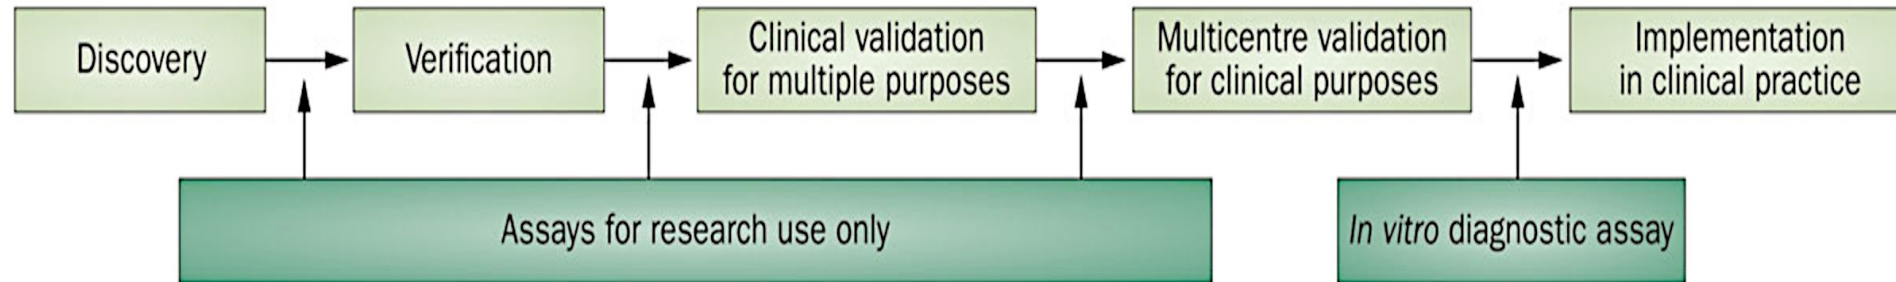 Discovery
Verification
Clinical validation
for multiple purposes
Multicentre validation
for clinical purposes
Implementation
in clinical practice
Assays for research use only
In vitro diagnostic assay